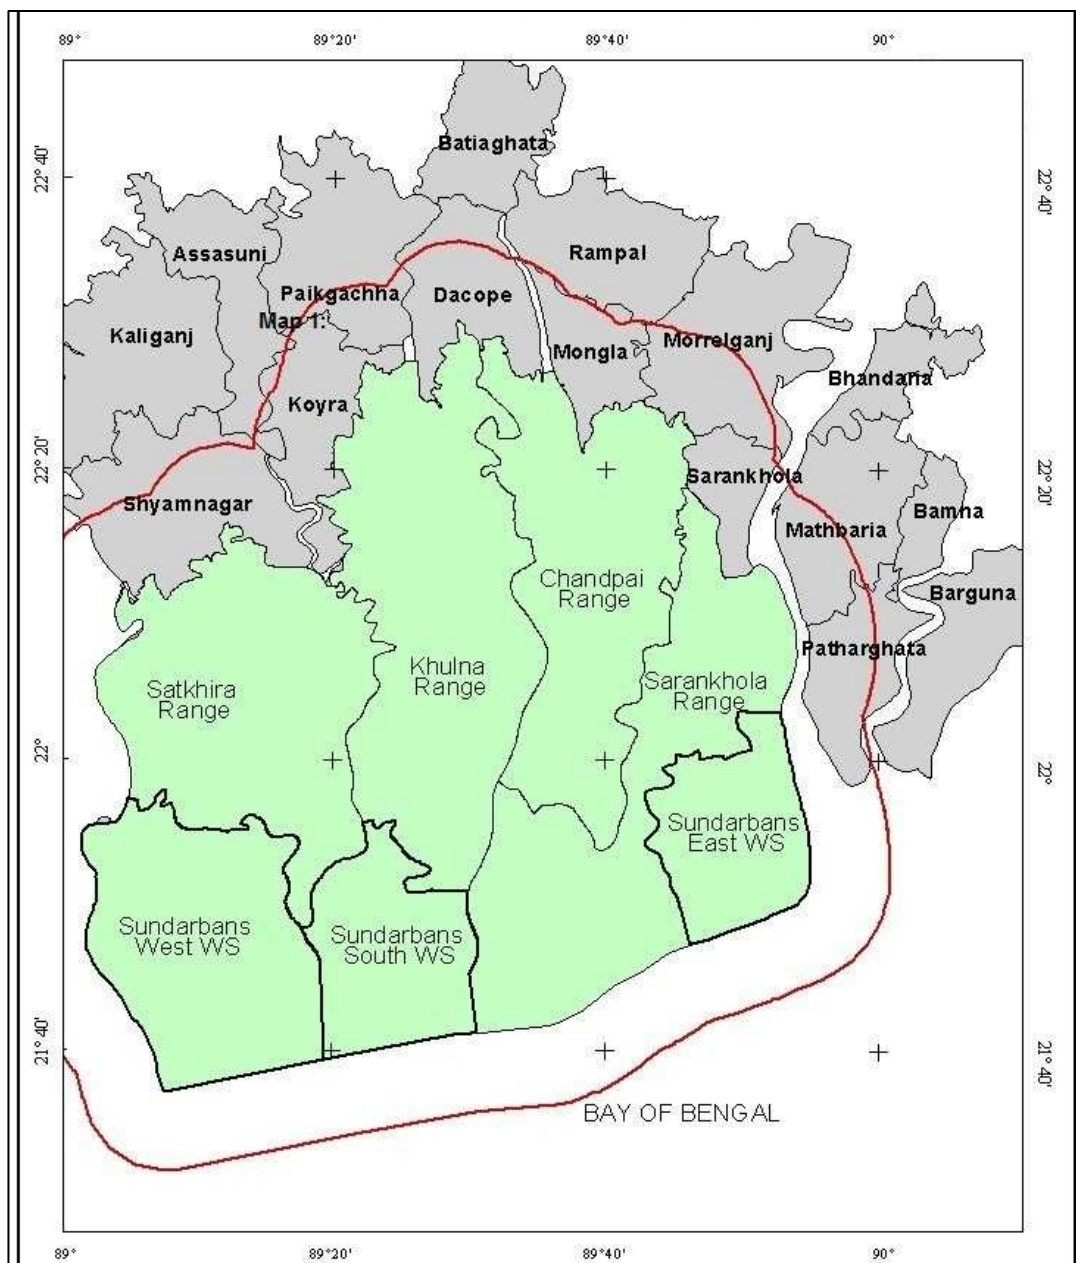 89°
89°20'
89°40'
90°
Batiaghata
22°40'
22°40'
Assasuni
Rampal
Paikgachha
Dacope
Map 1:
Kaliganj
Mongla
Morrelganj
Bhandaria
Koyra
22°20'
22°20'
Shyamnagar
Sarankhola
Mathbaria
Bamna
Chandpai
Range
Barguna
Patharghata
Khulna
Range
Satkhira
Range
Sarankhola
Range
22°
22°
Sundarbans
East WS
Sundarbans
West WS
Sundarbans
South WS
21°40'
21°40'
BAY OF BENGAL
89°
89°20'
89°40'
90°